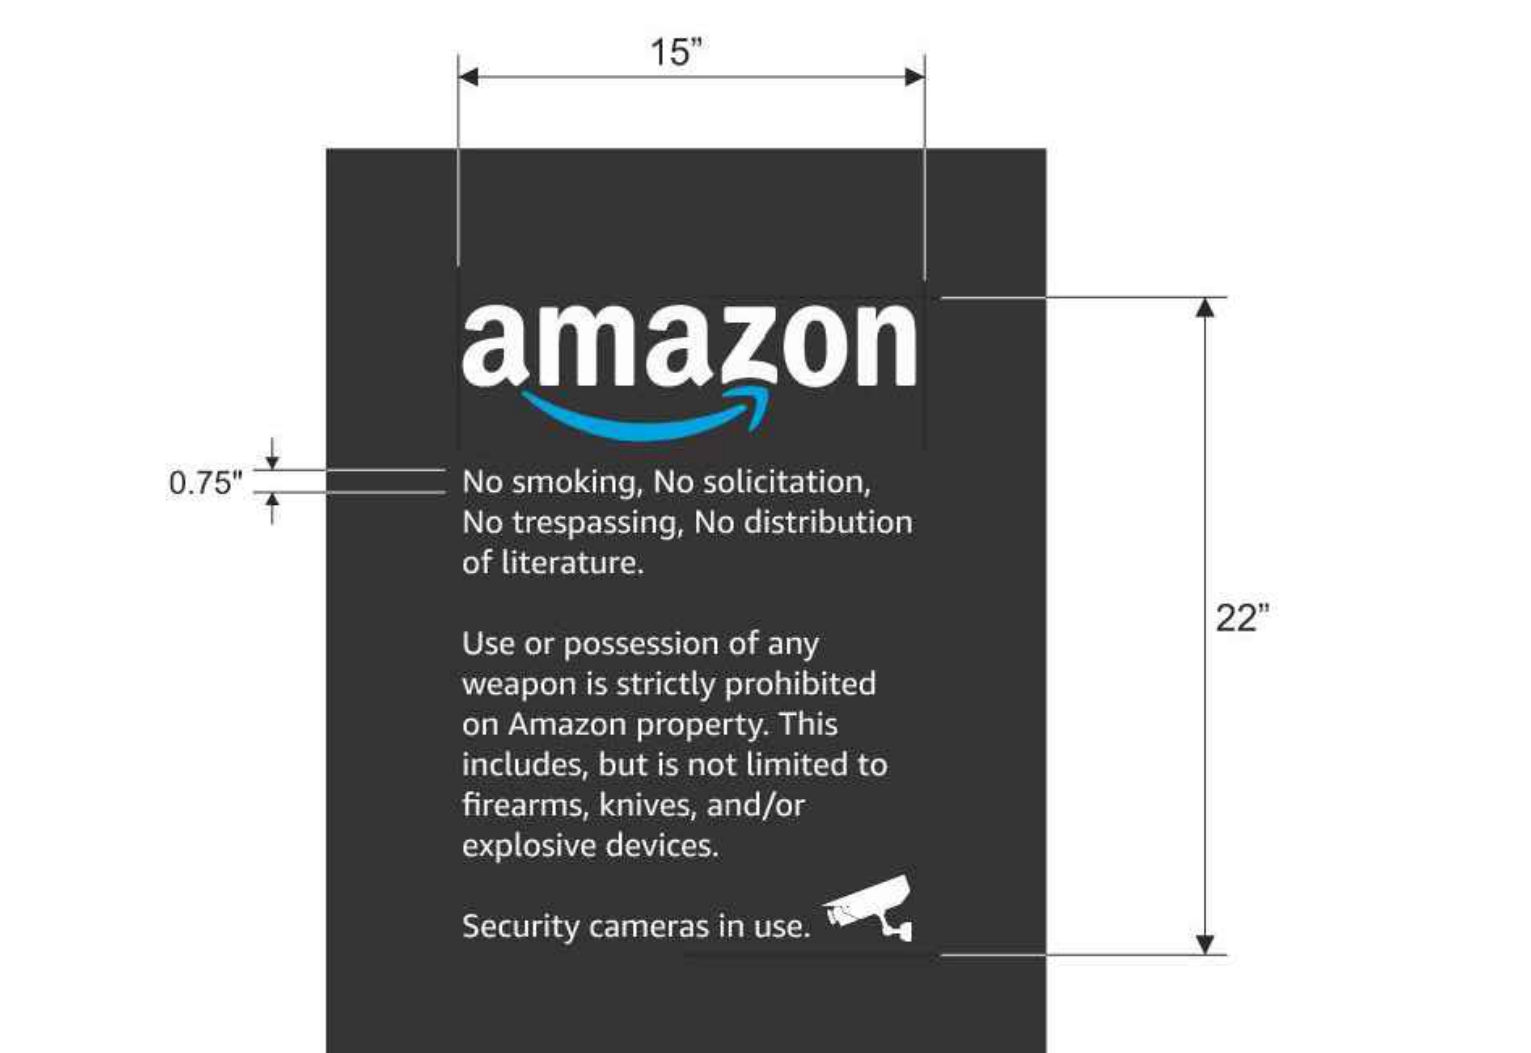 15”
amazon
0.75"
No smoking, No solicitation,
No trespassing, No distribution
of literature.
Use or possession of any
weapon is strictly prohibited
on Amazon property. This
includes, but is not limited to
firearms, knives, and/or
explosive devices.
Security cameras in use.
22”